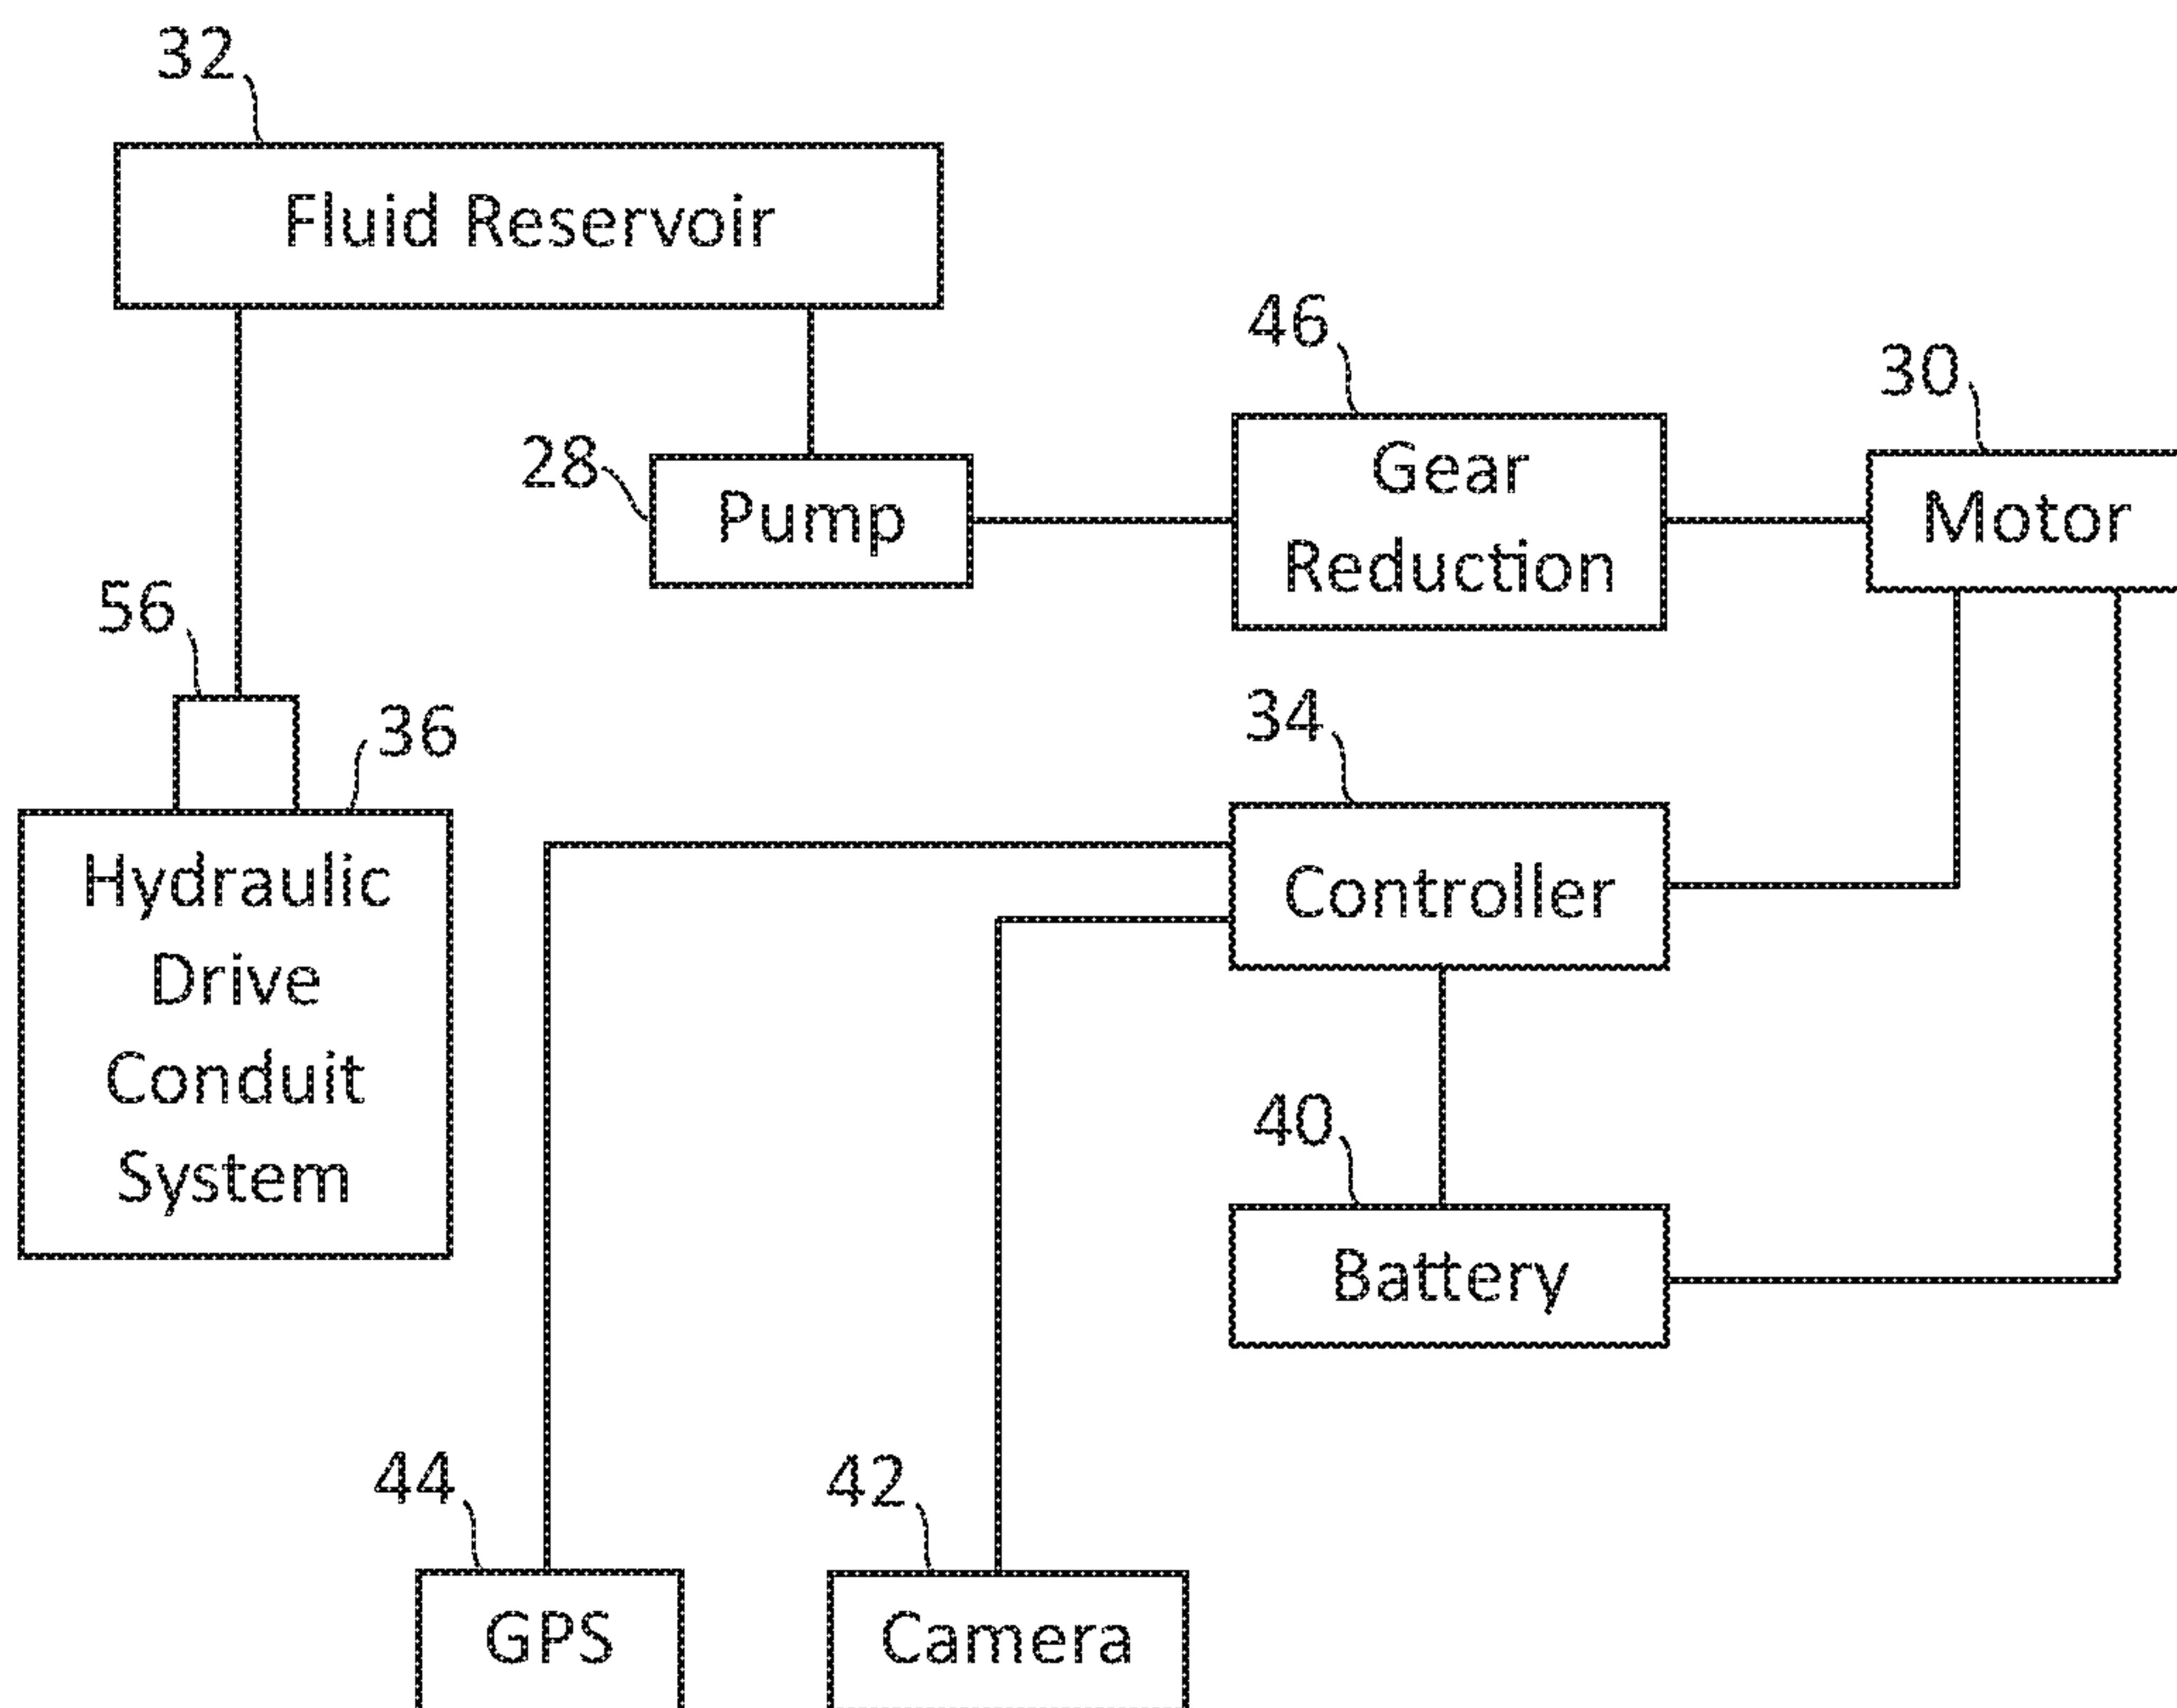 32
Fluid Reservoir
46
30
28
Pump
Gear
Reduction
Motor
56
36
34
Hydraulic
Drive
Conduit
System
Controller
40
Battery
44
42
GPS
Camera